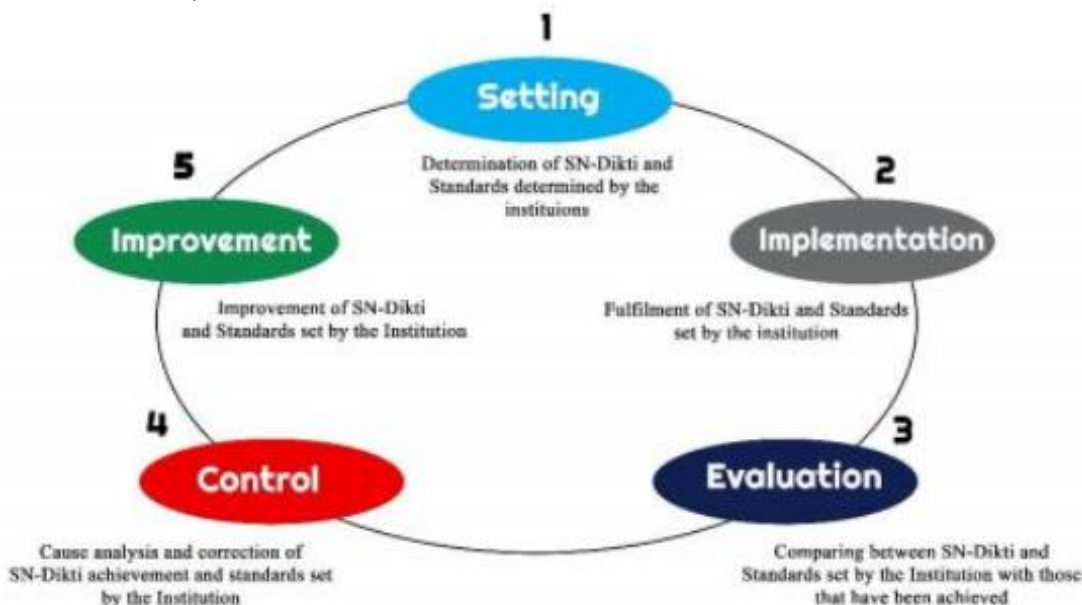 1
Setting
Determination of SN-Dikti and
Standards determined by the
instituions
2
Implementation
Fulfilment of SN-Dikti and Standards
set by the institution
3
Evaluation
Comparing between SN-Dikti and
Standards set by the Institution with those
that have been achieved
4
Control
Cause analysis and correction of
SN-Dikti achievement and standards set
by the Institution
5
Improvement
Improvement of SN-Dikti
and Standards set by the Institution